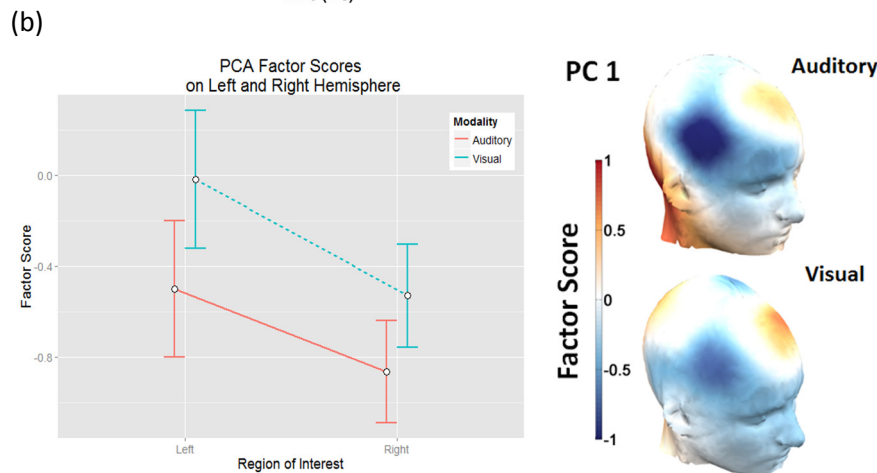 (b)
PCA Factor Scores
on Left and Right Hemisphere
Modality
Auditory
Visual
0.0
-0.4
-0.8
Factor Score
Left
Right
Region of Interest
PC 1
Auditory
Factor Score
1
0.5
0
-0.5
-1
Visual